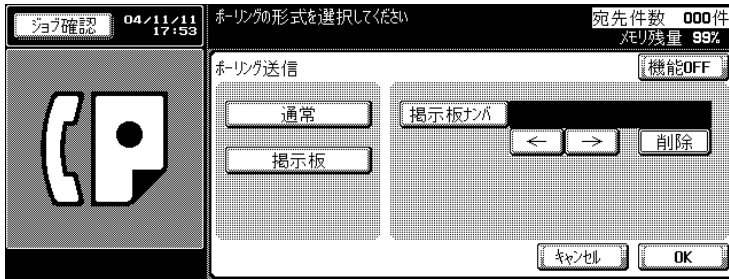 ジョブ確認
04/11/11
17:53
ポーリングの形式を選択してください
宛先件数 000件
メモリ残量 99%
ポーリング送信
機能OFF
通常
掲示板
掲示板ナンバ
← →
削除
キャンセル
OK